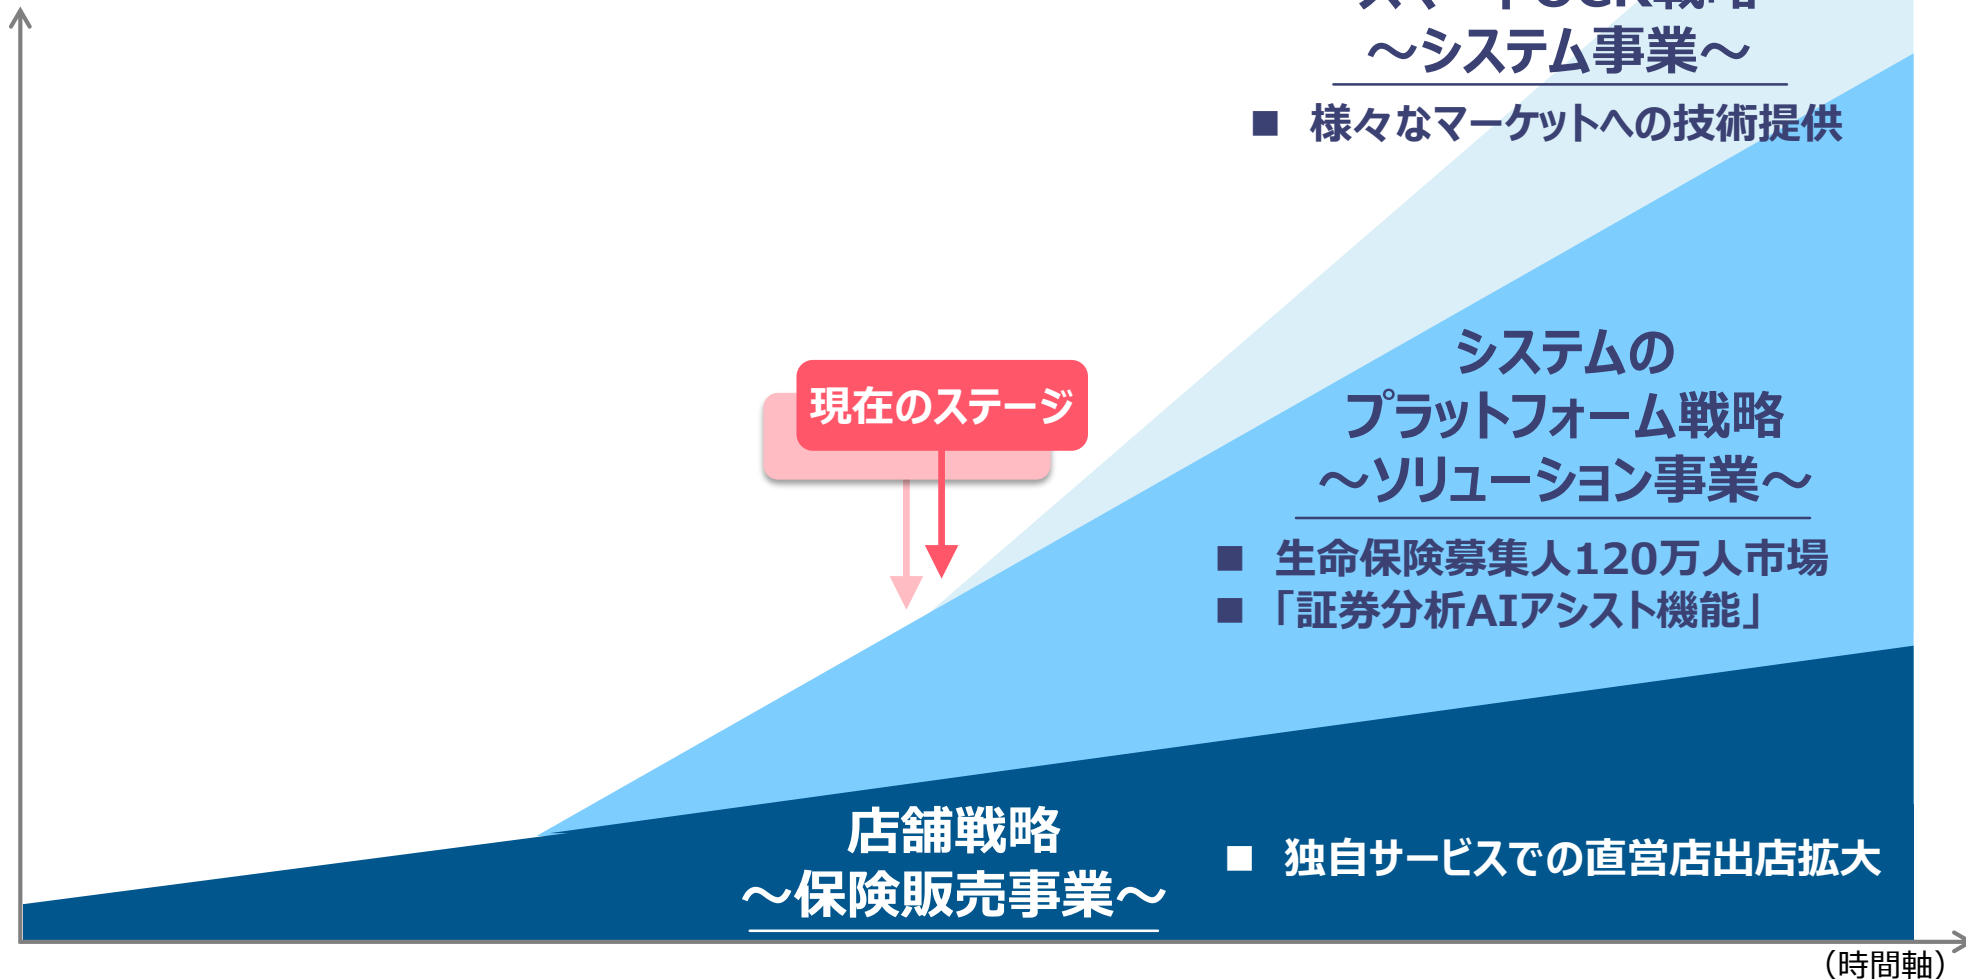 ～システム事業～
■ 様々なマーケットへの技術提供
現在のステージ
システムの
プラットフォーム戦略
～ソリューション事業～
■ 生命保険募集人120万人市場
■ 「証券分析AIアシスト機能」
店舗戦略
～保険販売事業～
■ 独自サービスでの直営店出店拡大
（時間軸）